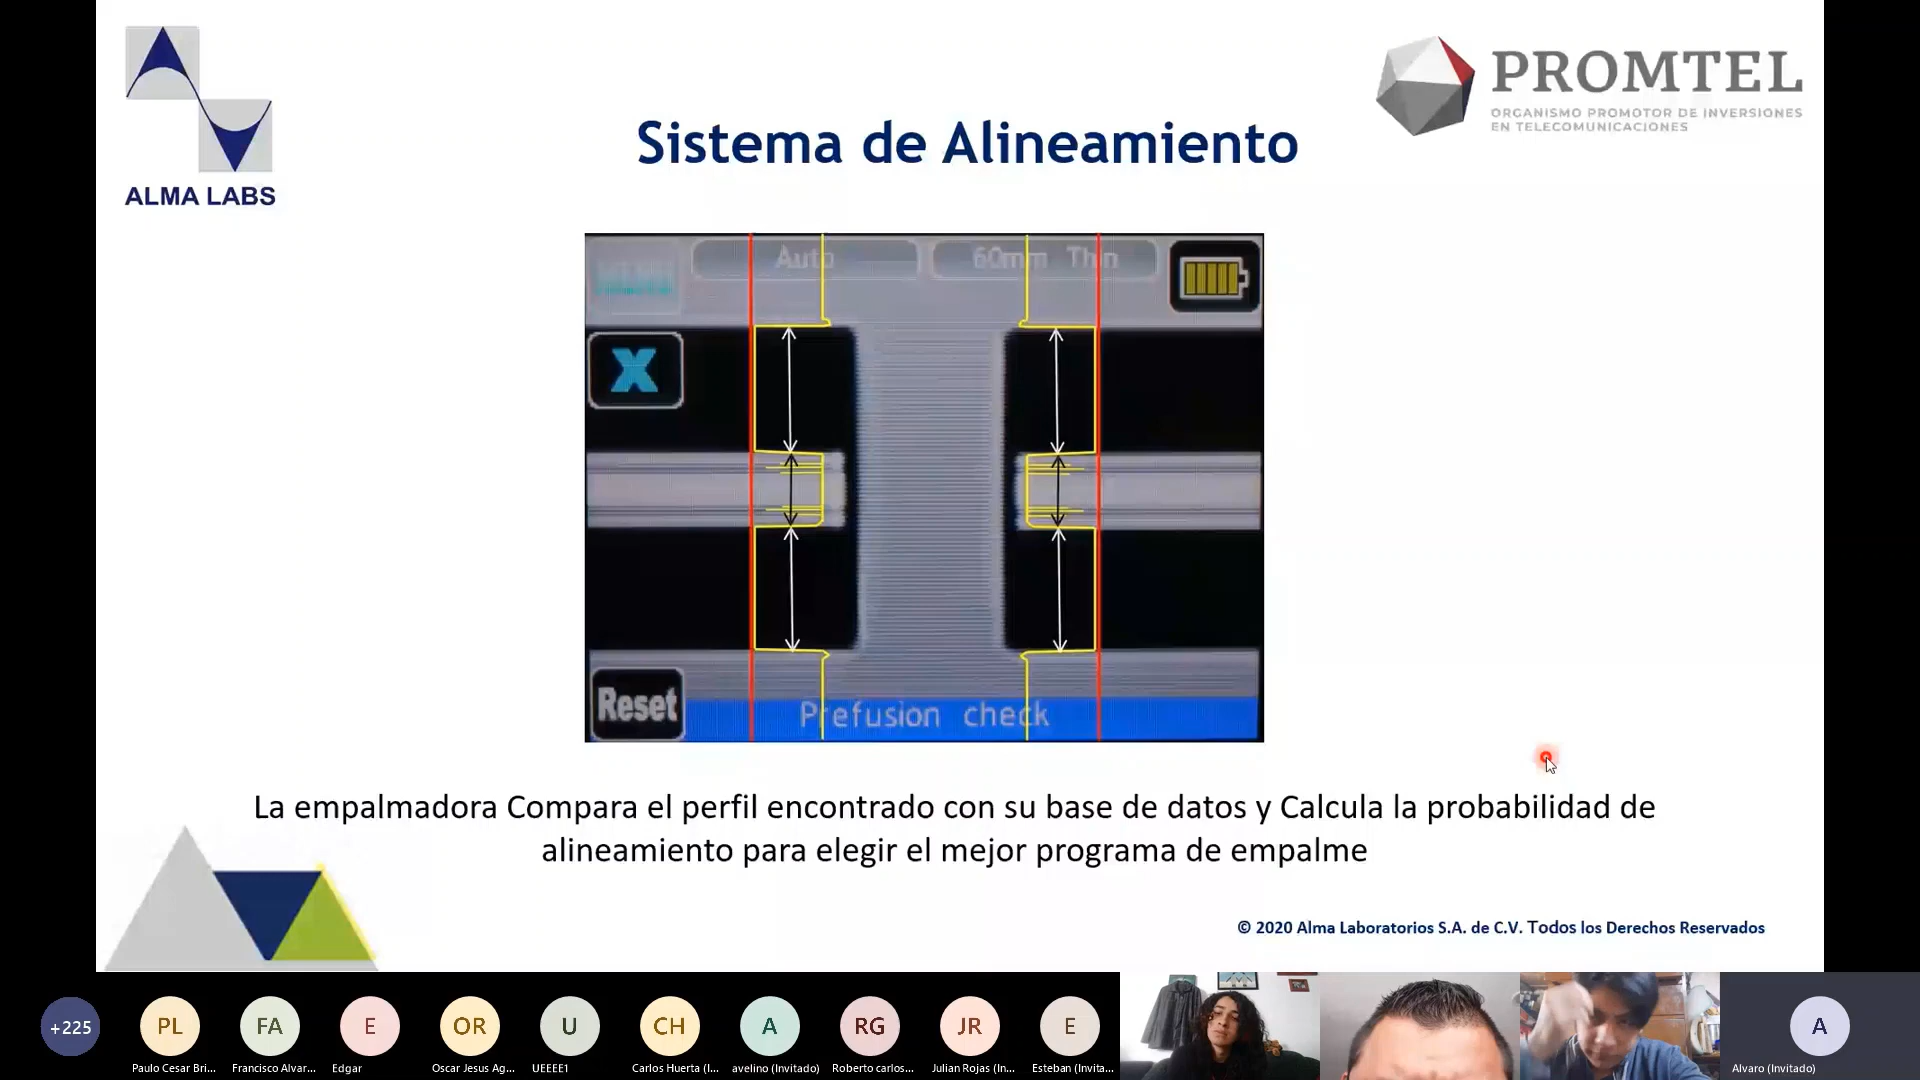 ALMA LABS
PROMTEL
ORGANISMO PROMOTOR DE INVERSIONES
EN TELECOMUNICACIONES
Sistema de Alineamiento
Auto
60mm Thin
X
Reset
Prefusion check
La empalmadora Compara el perfil encontrado con su base de datos y Calcula la probabilidad de
alineamiento para elegir el mejor programa de empalme
© 2020 Alma Laboratorios S.A. de C.V. Todos los Derechos Reservados
+225
PL
FA
E
OR
U
CH
A
RG
JR
E
A
Paulo Cesar Bri...
Francisco Alvar...
Edgar
Oscar Jesus Ag...
UEEEE1
Carlos Huerta (I...
avelino (Invitado)
Roberto carlos...
Julian Rojas (In...
Esteban (Invita...
Alvaro (Invitado)